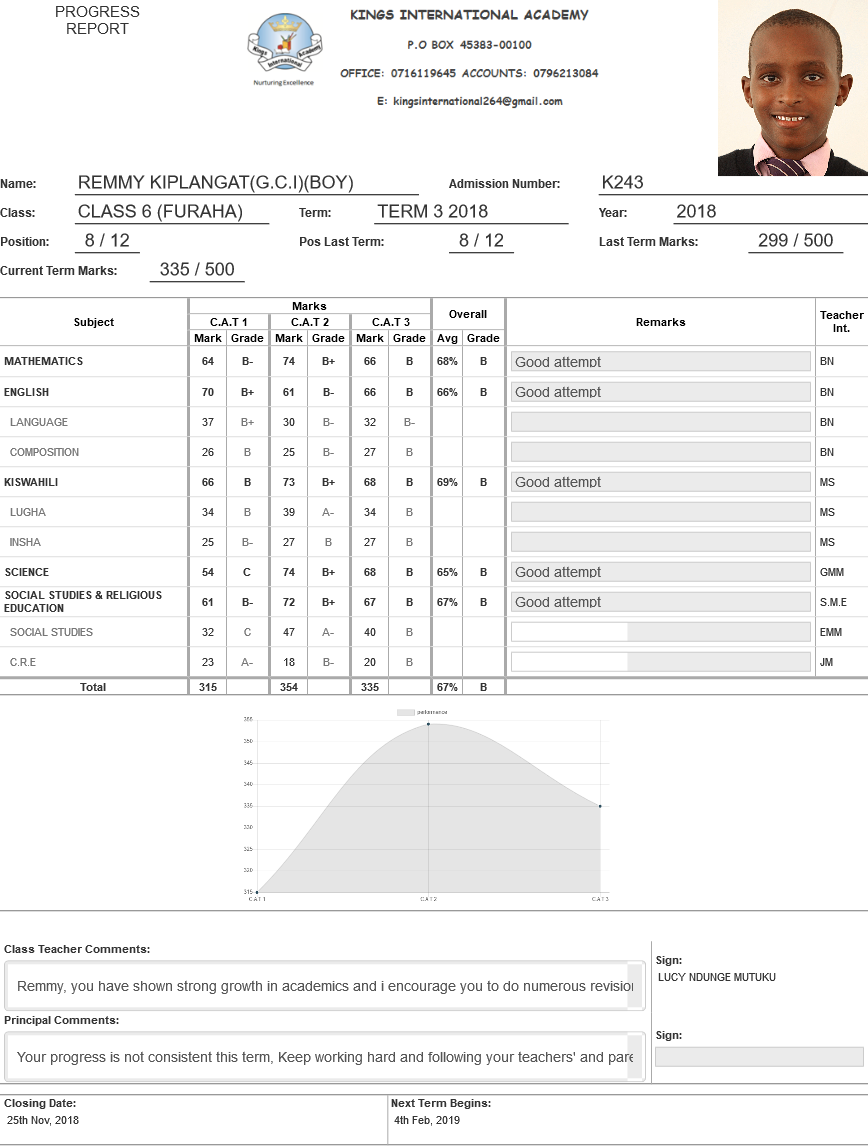 PROGRESS
REPORT
KINGS INTERNATIONAL ACADEMY
P.O BOX 45383-00100
OFFICE: 0716119645 ACCOUNTS: 0796213084
E: kingsinternational264@gmail.com
Kings Academy
International
Nurturing Excellence
Name: REMMY KIPLANGAT(G.C.I)(BOY) Admission Number: K243
Class: CLASS 6 (FURAHA) Term: TERM 3 2018 Year: 2018
Position: 8 / 12 Pos Last Term: 8 / 12 Last Term Marks: 299 / 500
Current Term Marks: 335 / 500
Marks
Subject C.A.T 1 C.A.T 2 C.A.T 3 Overall Remarks Teacher Int.
Mark Grade Mark Grade Mark Grade Avg Grade
MATHEMATICS 64 B- 74 B+ 66 B 68% B Good attempt BN
ENGLISH 70 B+ 61 B- 66 B 66% B Good attempt BN
LANGUAGE 37 B+ 30 B- 32 B- BN
COMPOSITION 26 B 25 B- 27 B BN
KISWAHILI 66 B 73 B+ 68 B 69% B Good attempt MS
LUGHA 34 B 39 A- 34 B MS
INSHA 25 B- 27 B 27 B MS
SCIENCE 54 C 74 B+ 68 B 65% B Good attempt GMM
SOCIAL STUDIES & RELIGIOUS
EDUCATION 61 B- 72 B+ 67 B 67% B Good attempt S.M.E
SOCIAL STUDIES 32 C 47 A- 40 B EMM
C.R.E 23 A- 18 B- 20 B JM
Total 315 354 335 67% B
performance
355
350
345
340
335
330
325
320
315
CAT1 CAT2 CAT3
Class Teacher Comments:
Remmy, you have shown strong growth in academics and i encourage you to do numerous revision
Sign:
LUCY NDUNGE MUTUKU
Principal Comments:
Your progress is not consistent this term, Keep working hard and following your teachers' and pare
Sign:
Closing Date: Next Term Begins:
25th Nov, 2018 4th Feb, 2019